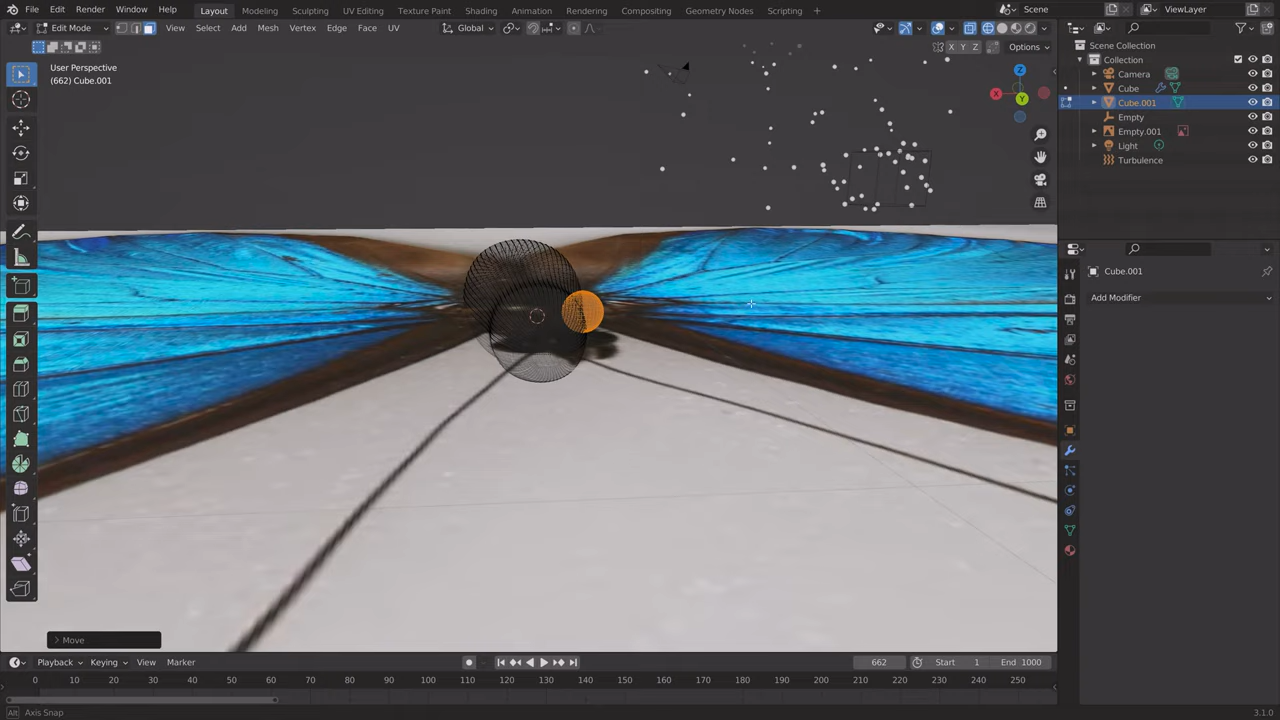 File Edit Render Window Help Layout Modeling Sculpting UV Editing Texture Paint Shading Animation Rendering Compositing Geometry Nodes Scripting + Scene ViewLayer
Edit Mode View Select Add Mesh Vertex Edge Face UV Global
X Y Z Options
User Perspective
(662) Cube.001
Z
X
Y
Scene Collection
Collection
Camera
Cube
Cube.001
Empty
Empty.001
Light
Turbulence
Cube.001
Add Modifier
Move
Playback Keying View Marker 662 Start 1 End 1000
0 10 20 30 40 50 60 70 80 90 100 110 120 130 140 150 160 170 180 190 200 210 220 230 240 250
Alt Axis Snap 3.1.0